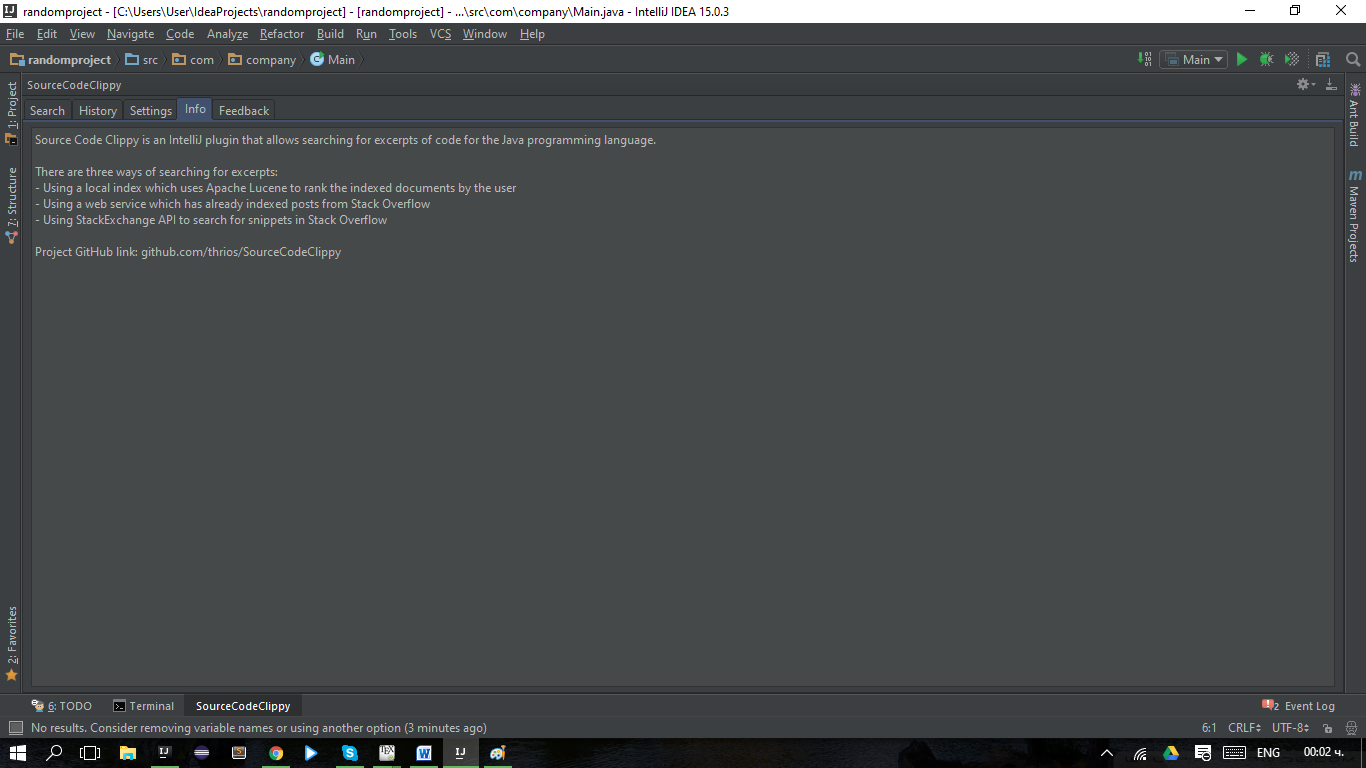 randomproject - [C:\Users\User\IdeaProjects\randomproject] - [randomproject] - ...\src\com\company\Main.java - IntelliJ IDEA 15.0.3
File Edit View Navigate Code Analyze Refactor Build Run Tools VCS Window Help
randomproject src com company Main Main
SourceCodeClippy
Search History Settings Info Feedback
Source Code Clippy is an IntelliJ plugin that allows searching for excerpts of code for the Java programming language.
There are three ways of searching for excerpts:
- Using a local index which uses Apache Lucene to rank the indexed documents by the user
- Using a web service which has already indexed posts from Stack Overflow
- Using StackExchange API to search for snippets in Stack Overflow
Project GitHub link: github.com/thrios/SourceCodeClippy
1: Project
7: Structure
2: Favorites
Ant Build
Maven Projects
6: TODO Terminal SourceCodeClippy 2 Event Log
No results. Consider removing variable names or using another option (3 minutes ago) 6:1 CRLF UTF-8
ENG 00:02 ч.